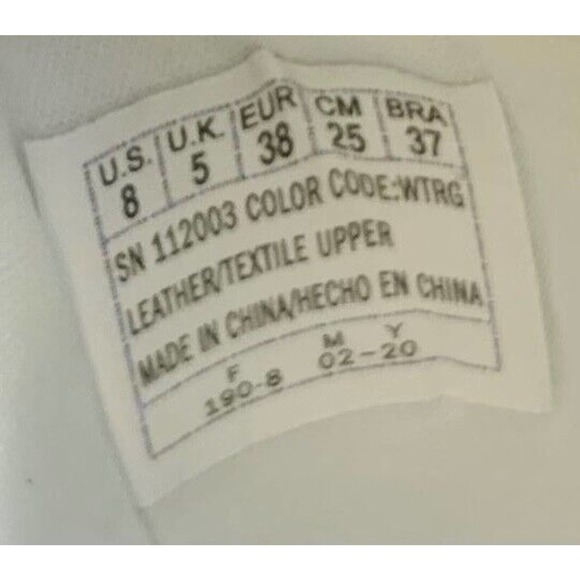 U.S. U.K. EUR CM BRA
8 5 38 25 37
SN 112003 COLOR CODE:WTRG
LEATHER/TEXTILE UPPER
MADE IN CHINA/HECHO EN CHINA
F M Y
190-8 02-20